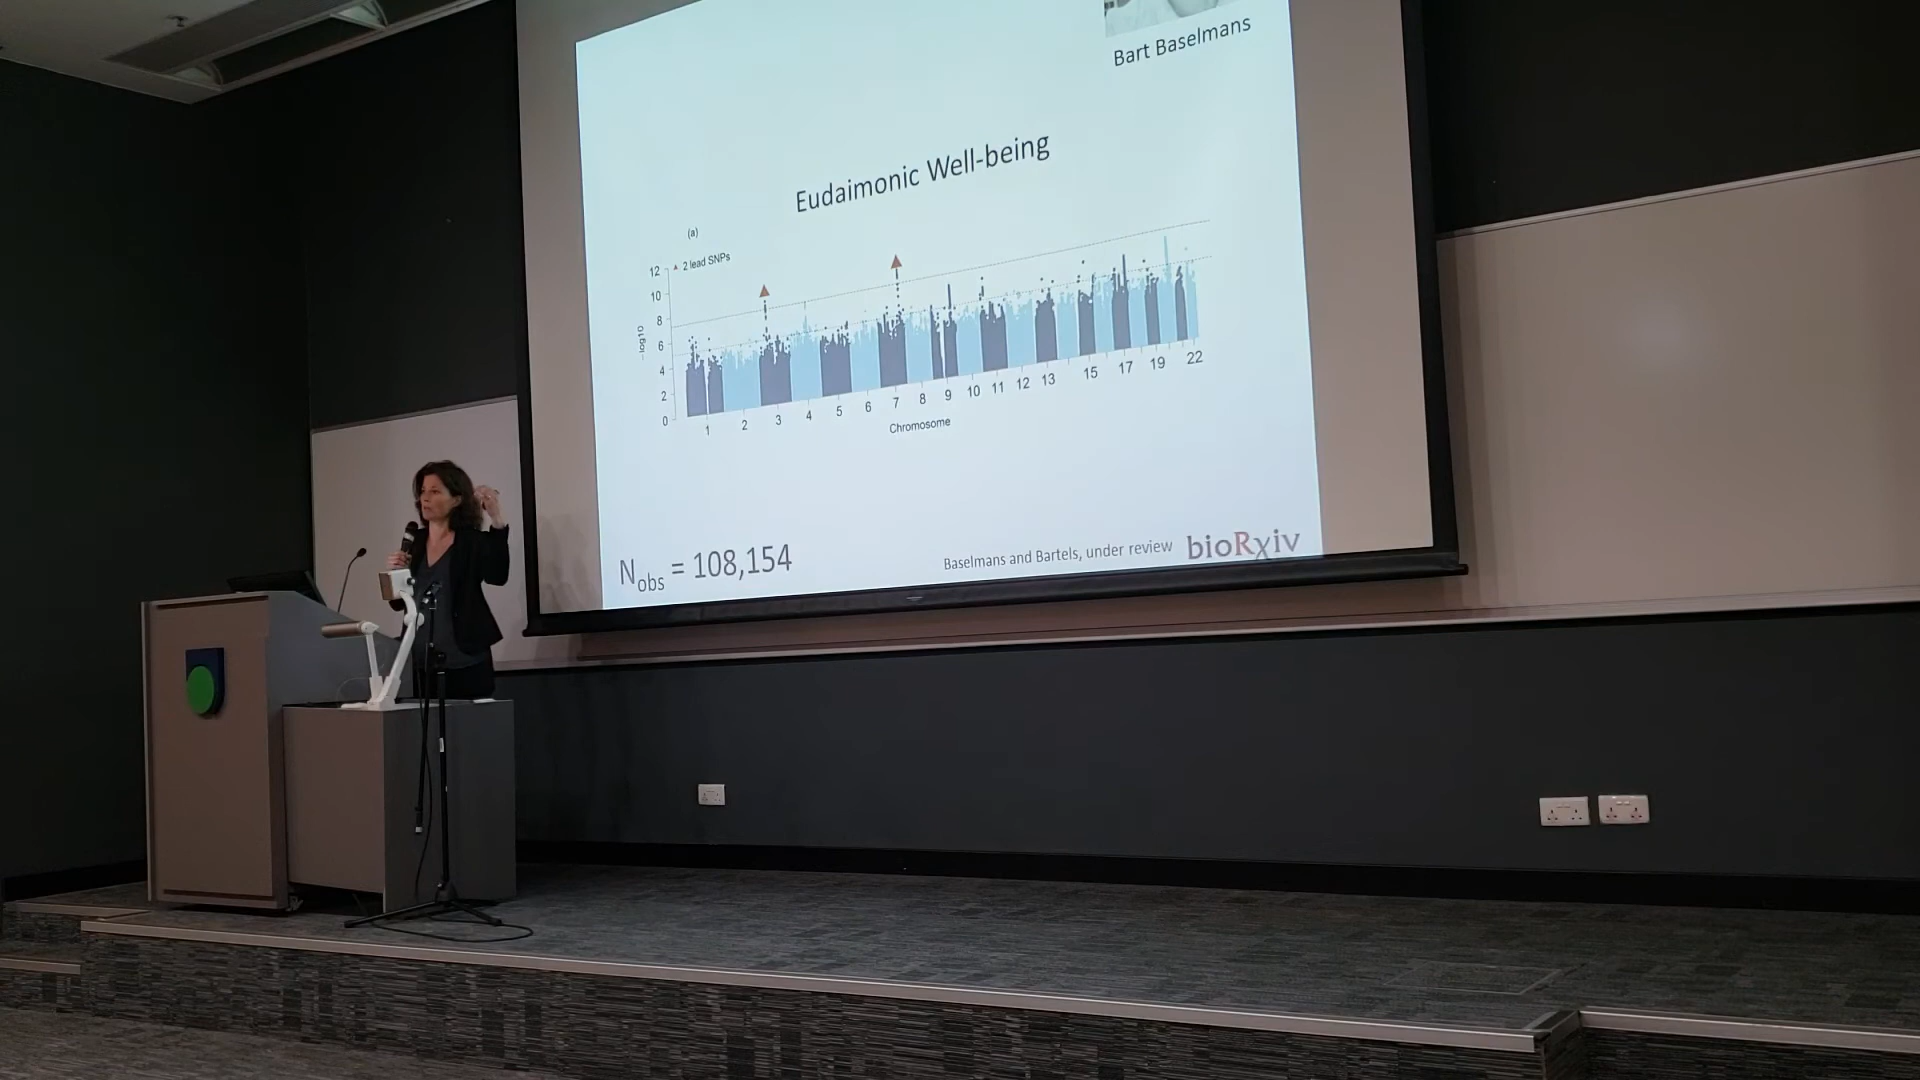 Bart Baselmans
Eudaimonic Well-being
(a)
2 lead SNPs
12
10
8
6
4
2
0
-log10
1 2 3 4 5 6 7 8 9 10 11 12 13 15 17 19 22
Chromosome
Nobs = 108,154
Baselmans and Bartels, under review bioRχiv